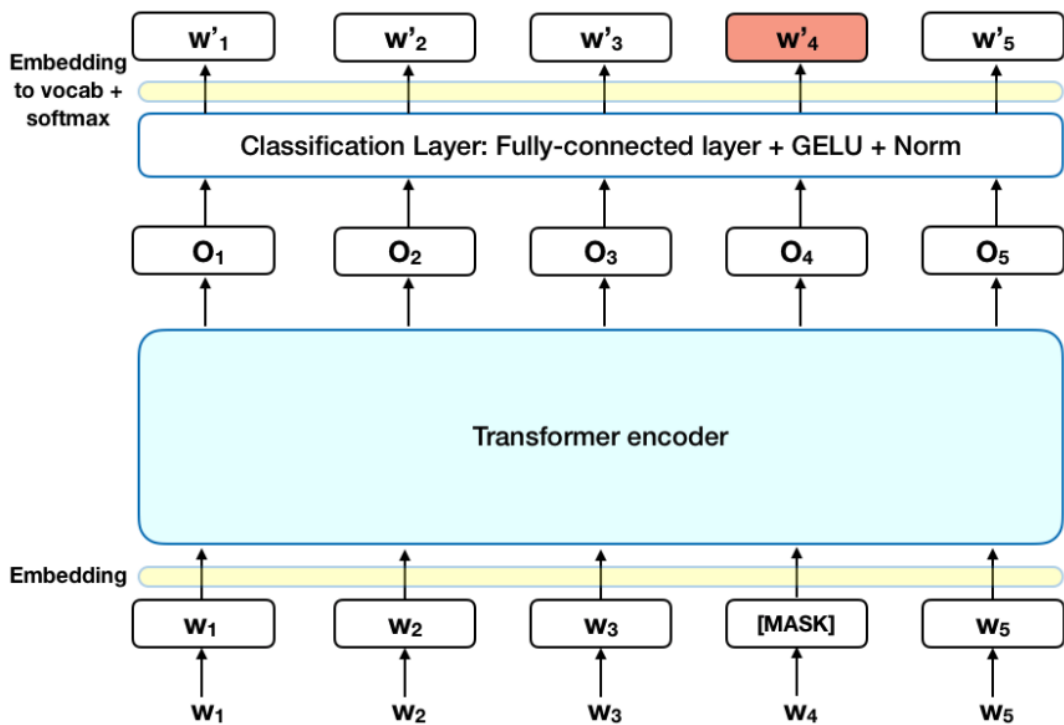 w'₁ w'₂ w'₃ w'₄ w'₅
Embedding
to vocab +
softmax
Classification Layer: Fully-connected layer + GELU + Norm
O₁ O₂ O₃ O₄ O₅
Transformer encoder
Embedding
W₁ W₂ W₃ [MASK] W₅
W₁ W₂ W₃ W₄ W₅